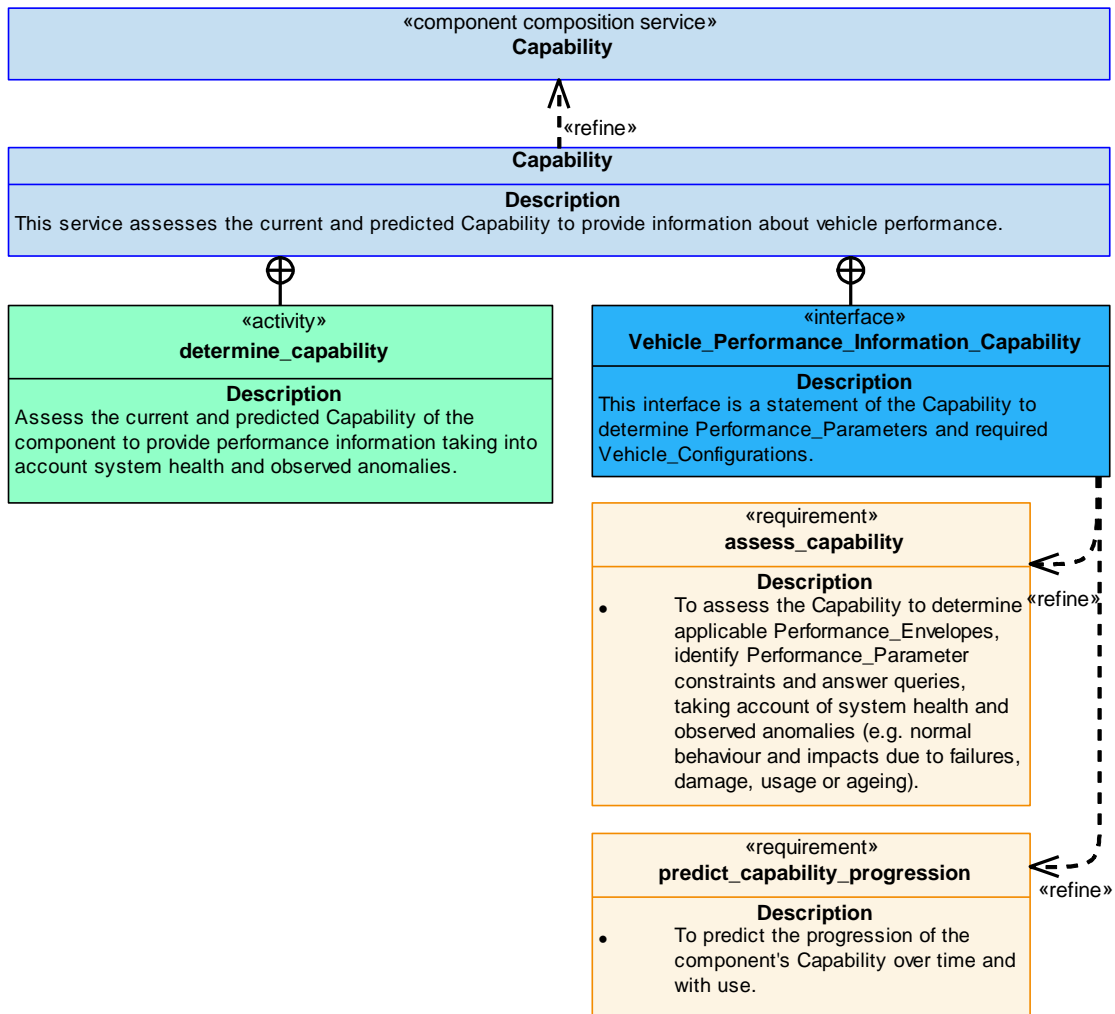 «component composition service»
Capability
«refine»
Capability
Description
This service assesses the current and predicted Capability to provide information about vehicle performance.
«activity»
determine_capability
Description
Assess the current and predicted Capability of the
component to provide performance information taking into
account system health and observed anomalies.
«interface»
Vehicle_Performance_Information_Capability
Description
This interface is a statement of the Capability to
determine Performance_Parameters and required
Vehicle_Configurations.
«requirement»
assess_capability
Description
• To assess the Capability to determine
applicable Performance_Envelopes,
identify Performance_Parameter
constraints and answer queries,
taking account of system health and
observed anomalies (e.g. normal
behaviour and impacts due to failures,
damage, usage or ageing).
«refine»
«requirement»
predict_capability_progression
Description
• To predict the progression of the
component's Capability over time and
with use.
«refine»